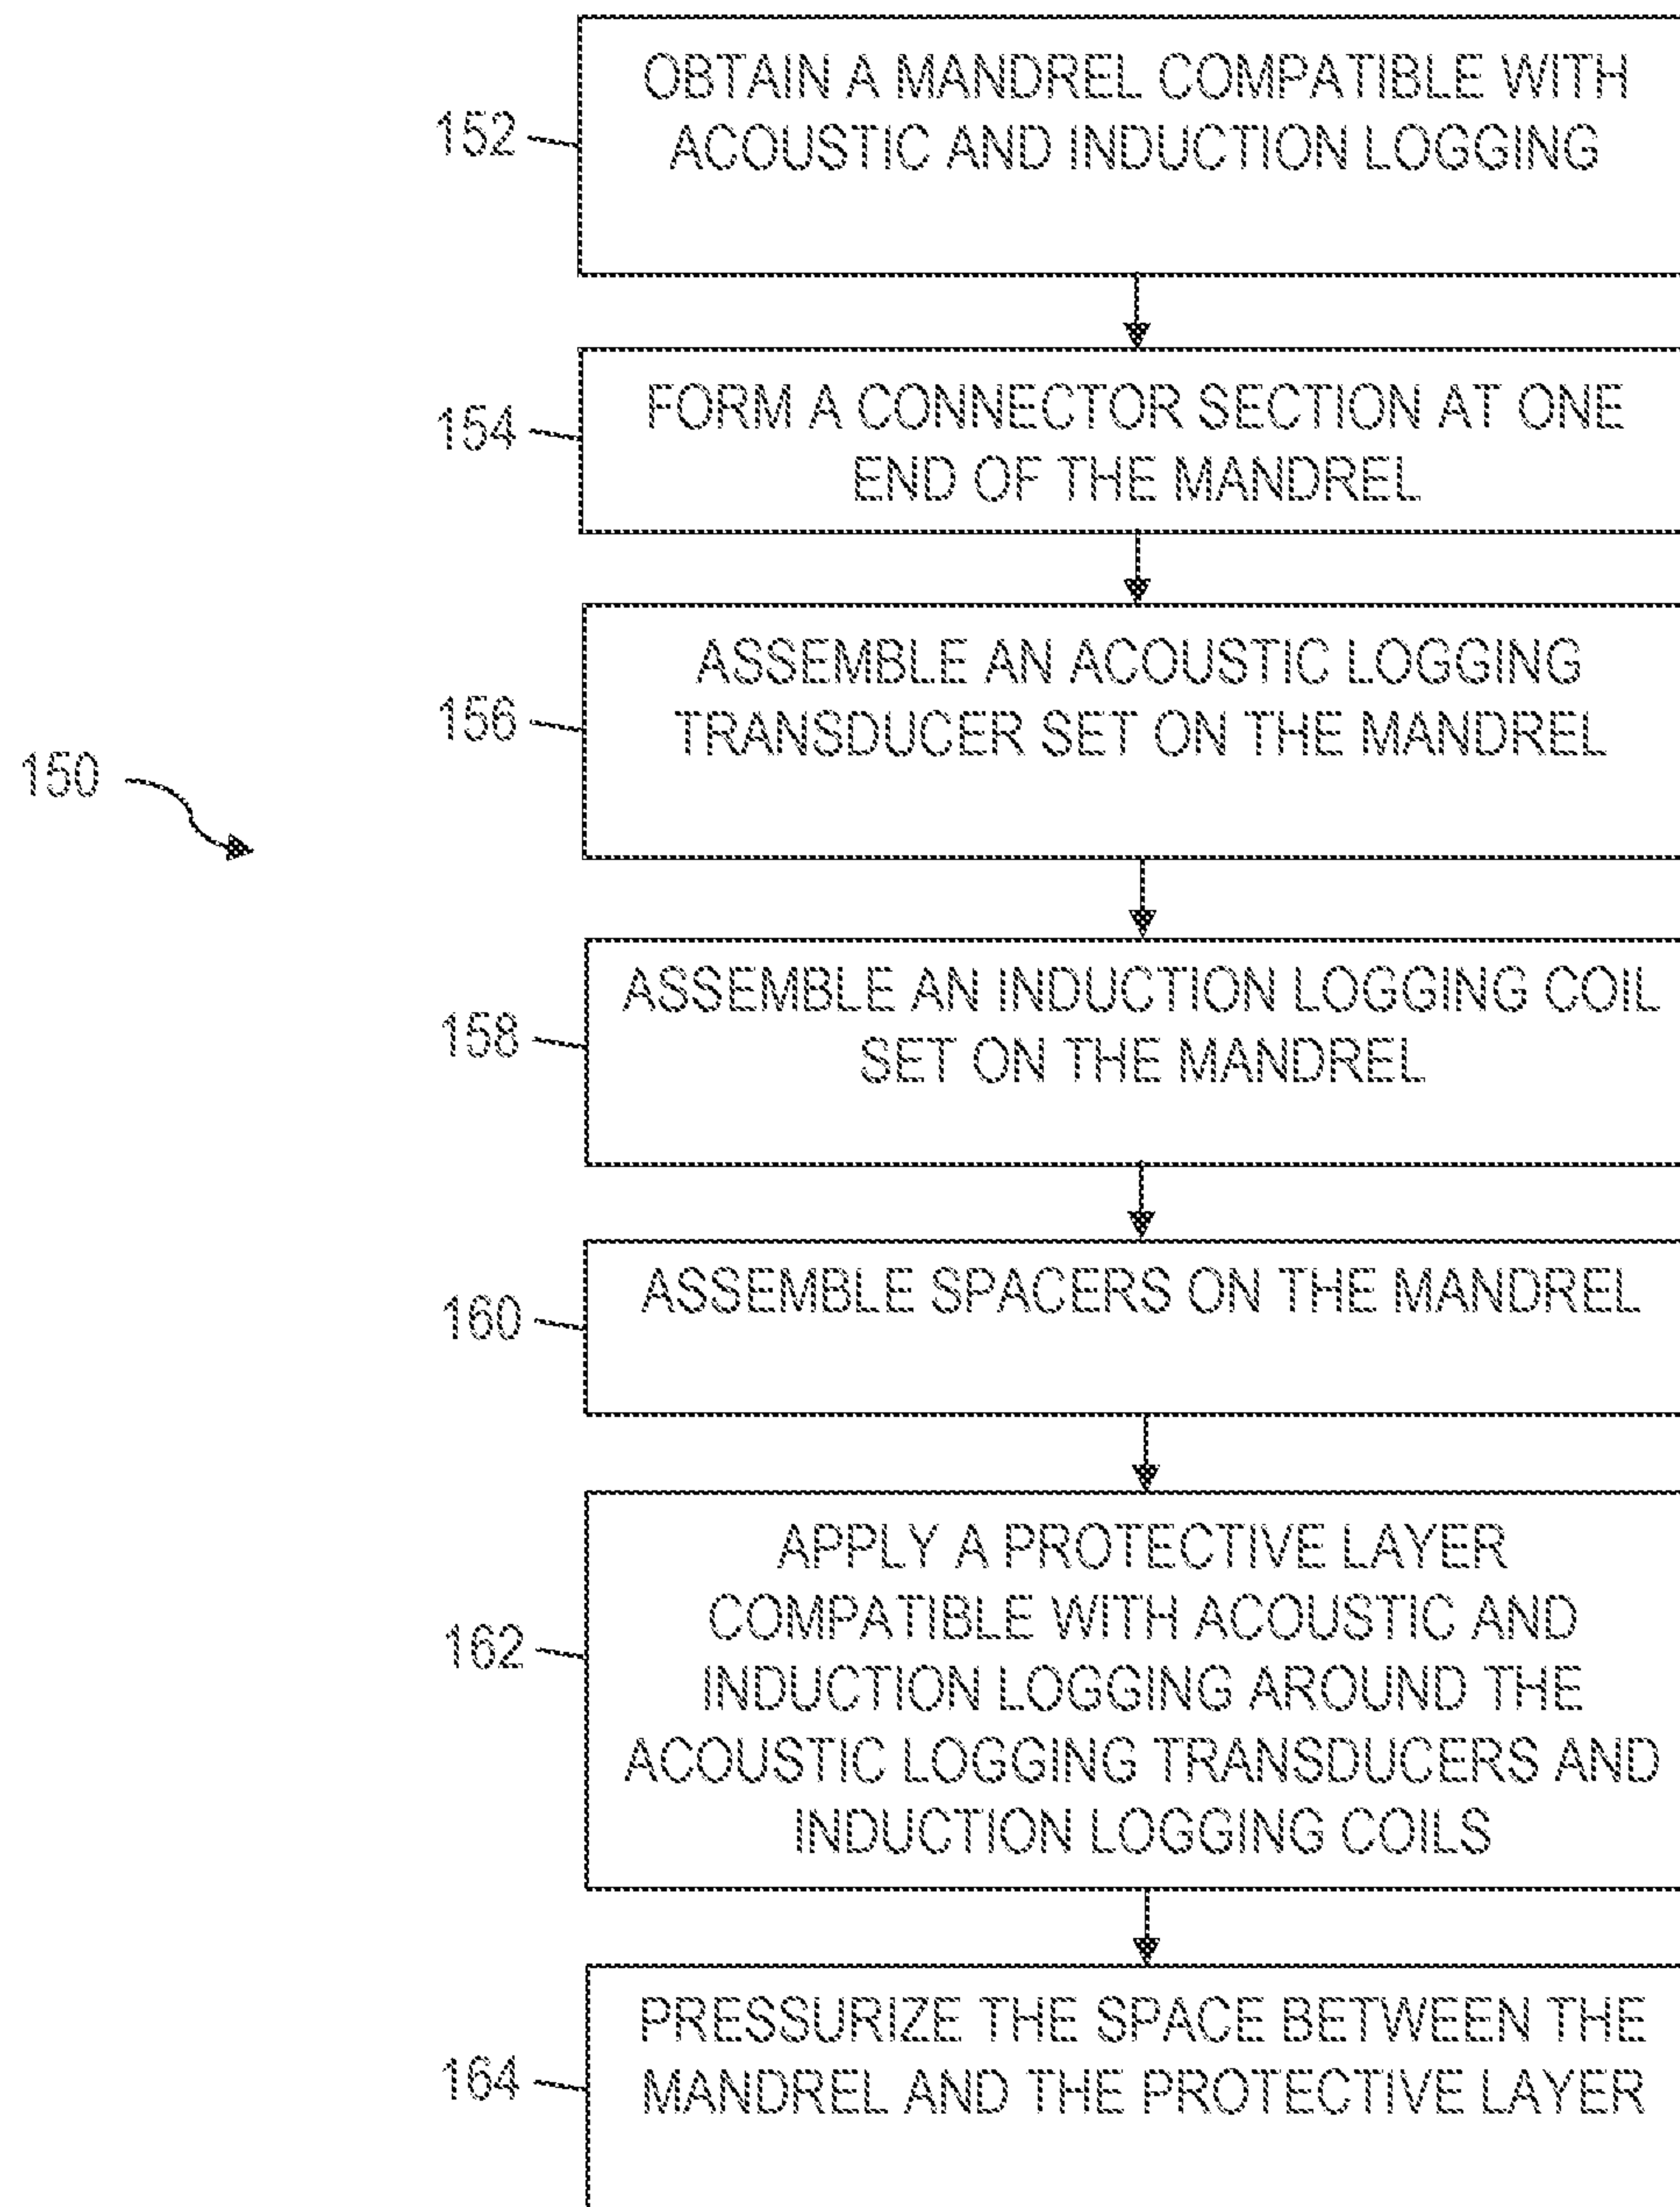 152
OBTAIN A MANDREL COMPATIBLE WITH
ACOUSTIC AND INDUCTION LOGGING
154
FORM A CONNECTOR SECTION AT ONE
END OF THE MANDREL
156
ASSEMBLE AN ACOUSTIC LOGGING
TRANSDUCER SET ON THE MANDREL
150
158
ASSEMBLE AN INDUCTION LOGGING COIL
SET ON THE MANDREL
160
ASSEMBLE SPACERS ON THE MANDREL
162
APPLY A PROTECTIVE LAYER
COMPATIBLE WITH ACOUSTIC AND
INDUCTION LOGGING AROUND THE
ACOUSTIC LOGGING TRANSDUCERS AND
INDUCTION LOGGING COILS
164
PRESSURIZE THE SPACE BETWEEN THE
MANDREL AND THE PROTECTIVE LAYER